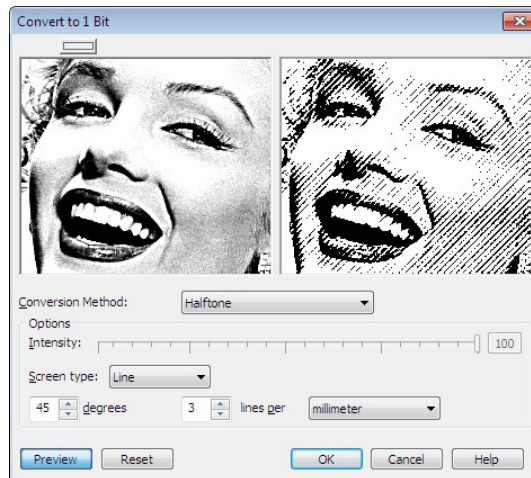 Convert to 1 Bit
Conversion Method: Halftone
Options
Intensity: 100
Screen type: Line
45 degrees 3 lines per millimeter
Preview Reset OK Cancel Help